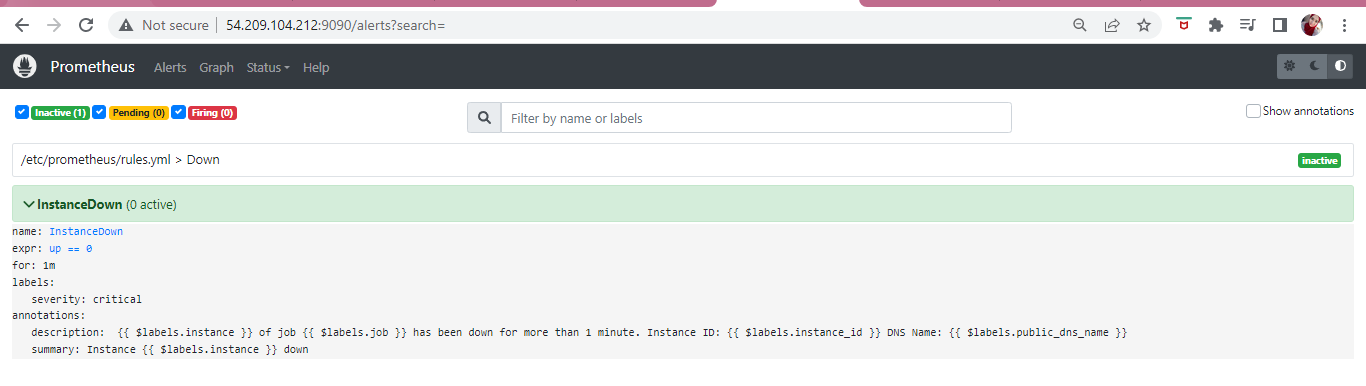 Not secure 54.209.104.212:9090/alerts?search=
Prometheus Alerts Graph Status Help
Inactive (1) Pending (0) Firing (0) Filter by name or labels Show annotations
/etc/prometheus/rules.yml > Down inactive
InstanceDown (0 active)
name: InstanceDown
expr: up == 0
for: 1m
labels:
severity: critical
annotations:
description: {{ $labels.instance }} of job {{ $labels.job }} has been down for more than 1 minute. Instance ID: {{ $labels.instance_id }} DNS Name: {{ $labels.public_dns_name }}
summary: Instance {{ $labels.instance }} down